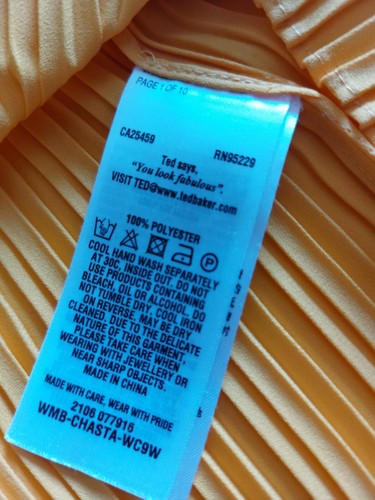 PAGE 1 OF 10
CA25459 RN95229
Ted says,
"You look fabulous".
VISIT TED@www.tedbaker.com
100% POLYESTER
P
COOL HAND WASH SEPARATELY
AT 30C, INSIDE OUT. DO NOT
USE PRODUCTS CONTAINING
BEACH, OIL OR ALCOHOL. DO
NOT TUMBLE DRY. COOL IRON
ON REVERSE. MAY BE DRY
CLEANED DUE TO THE DELICATE
NATURE OF THIS GARMENT.
PLEASE TAKE CARE WHEN
WEARING WITH JEWELLERY OR
NEAR SHARP OBJECTS.
MADE IN CHINA
MADE WITH CARE. WEAR WITH PRIDE
2106 077916
WMB-CHASTA-WC9W